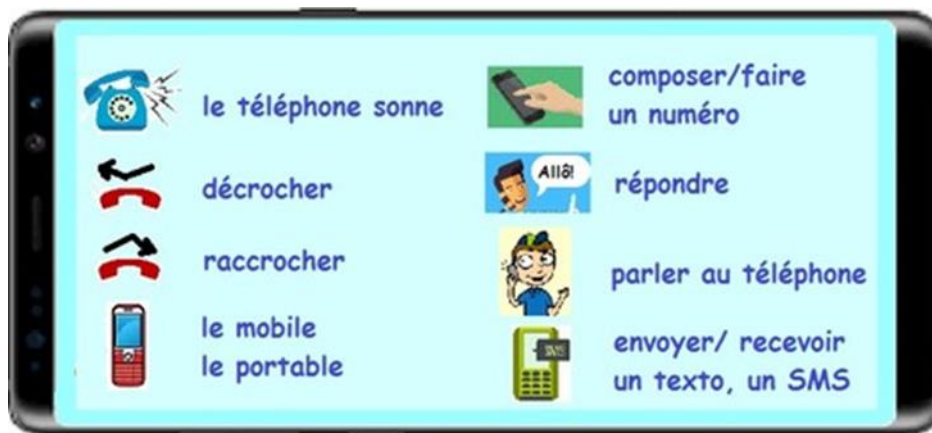 le téléphone sonne
décrocher
raccrocher
le mobile
le portable
composer/faire
un numéro
Allô!
répondre
parler au téléphone
SMS
envoyer/ recevoir
un texto, un SMS